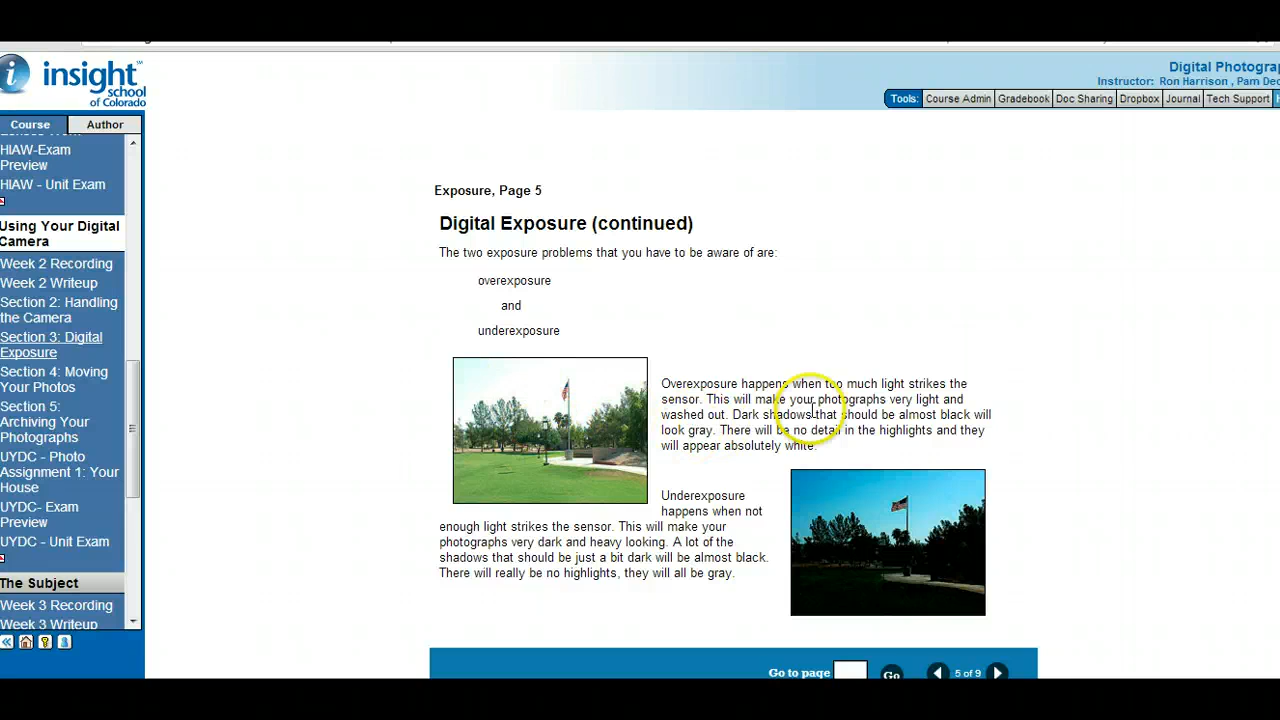 insight™
school
of Colorado
Digital Photogra
Instructor: Ron Harrison, Pam Dec
Tools: Course Admin Gradebook Doc Sharing Dropbox Journal Tech Support
Course Author
HIAW-Exam
Preview
HIAW - Unit Exam
Using Your Digital
Camera
Week 2 Recording
Week 2 Writeup
Section 2: Handling
the Camera
Section 3: Digital
Exposure
Section 4: Moving
Your Photos
Section 5:
Archiving Your
Photographs
UYDC - Photo
Assignment 1: Your
House
UYDC- Exam
Preview
UYDC - Unit Exam
The Subject
Week 3 Recording
Week 3 Writeup
Exposure, Page 5
Digital Exposure (continued)
The two exposure problems that you have to be aware of are:
overexposure
and
underexposure
Overexposure happens when too much light strikes the
sensor. This will make your photographs very light and
washed out. Dark shadows that should be almost black will
look gray. There will be no detail in the highlights and they
will appear absolutely white.
Underexposure
happens when not
enough light strikes the sensor. This will make your
photographs very dark and heavy looking. A lot of the
shadows that should be just a bit dark will be almost black.
There will really be no highlights, they will all be gray.
Go to page Go 5 of 9